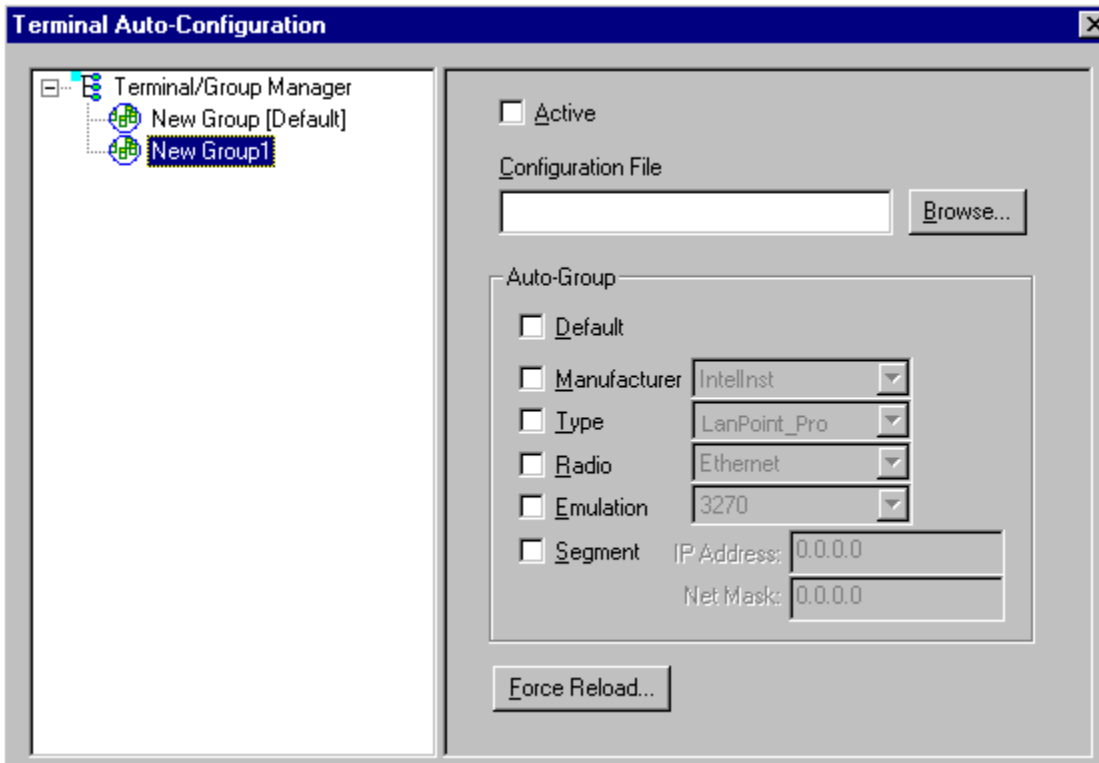 Terminal Auto-Configuration
Terminal/Group Manager
New Group [Default]
New Group1
Active
Configuration File
Browse...
Auto-Group
Default
Manufacturer IntelInst
Type LanPoint_Pro
Radio Ethernet
Emulation 3270
Segment IP Address: 0.0.0.0
Net Mask: 0.0.0.0
Force Reload...